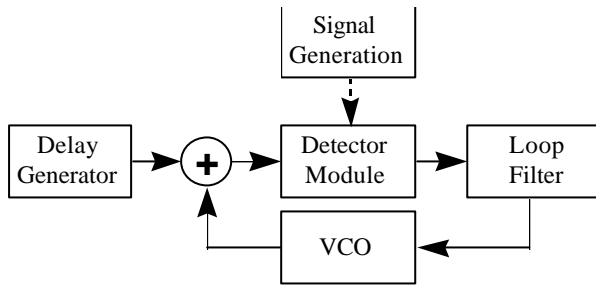 Signal
Generation
Delay
Generator
+
Detector
Module
Loop
Filter
VCO